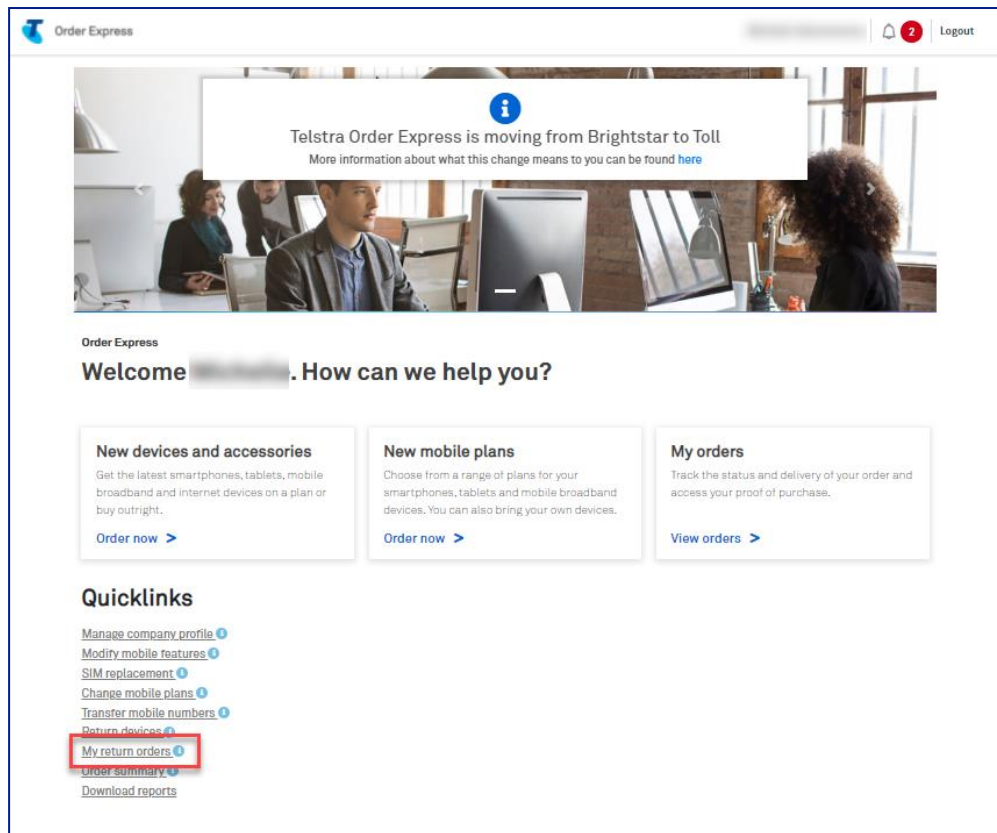 Order Express
2
Logout
Telstra Order Express is moving from Brightstar to Toll
More information about what this change means to you can be found here
Order Express
Welcome . How can we help you?
New devices and accessories
Get the latest smartphones, tablets, mobile
broadband and internet devices on a plan or
buy outright.
Order now >
New mobile plans
Choose from a range of plans for your
smartphones, tablets and mobile broadband
devices. You can also bring your own devices.
Order now >
My orders
Track the status and delivery of your order and
access your proof of purchase.
View orders >
Quicklinks
Manage company profile
Modify mobile features
SIM replacement
Change mobile plans
Transfer mobile numbers
Return devices
My return orders
Order summary
Download reports